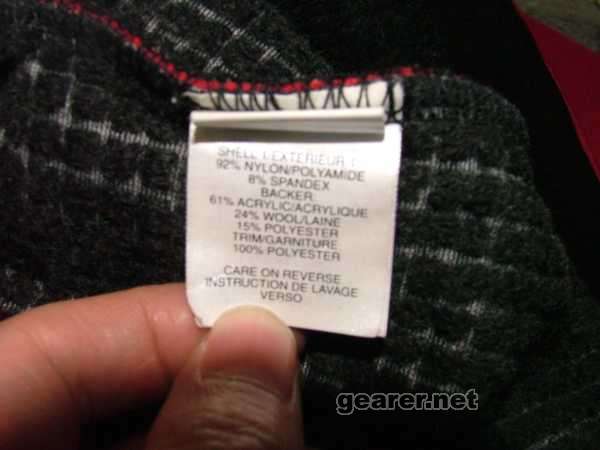 SHELL L'EXTERIEUR :
92% NYLON/POLYAMIDE
8% SPANDEX
BACKER:
61% ACRYLIC/ACRYLIQUE
24% WOOL/LAINE
15% POLYESTER
TRIM/GARNITURE
100% POLYESTER
CARE ON REVERSE
INSTRUCTION DE LAVAGE
VERSO
gearer.net